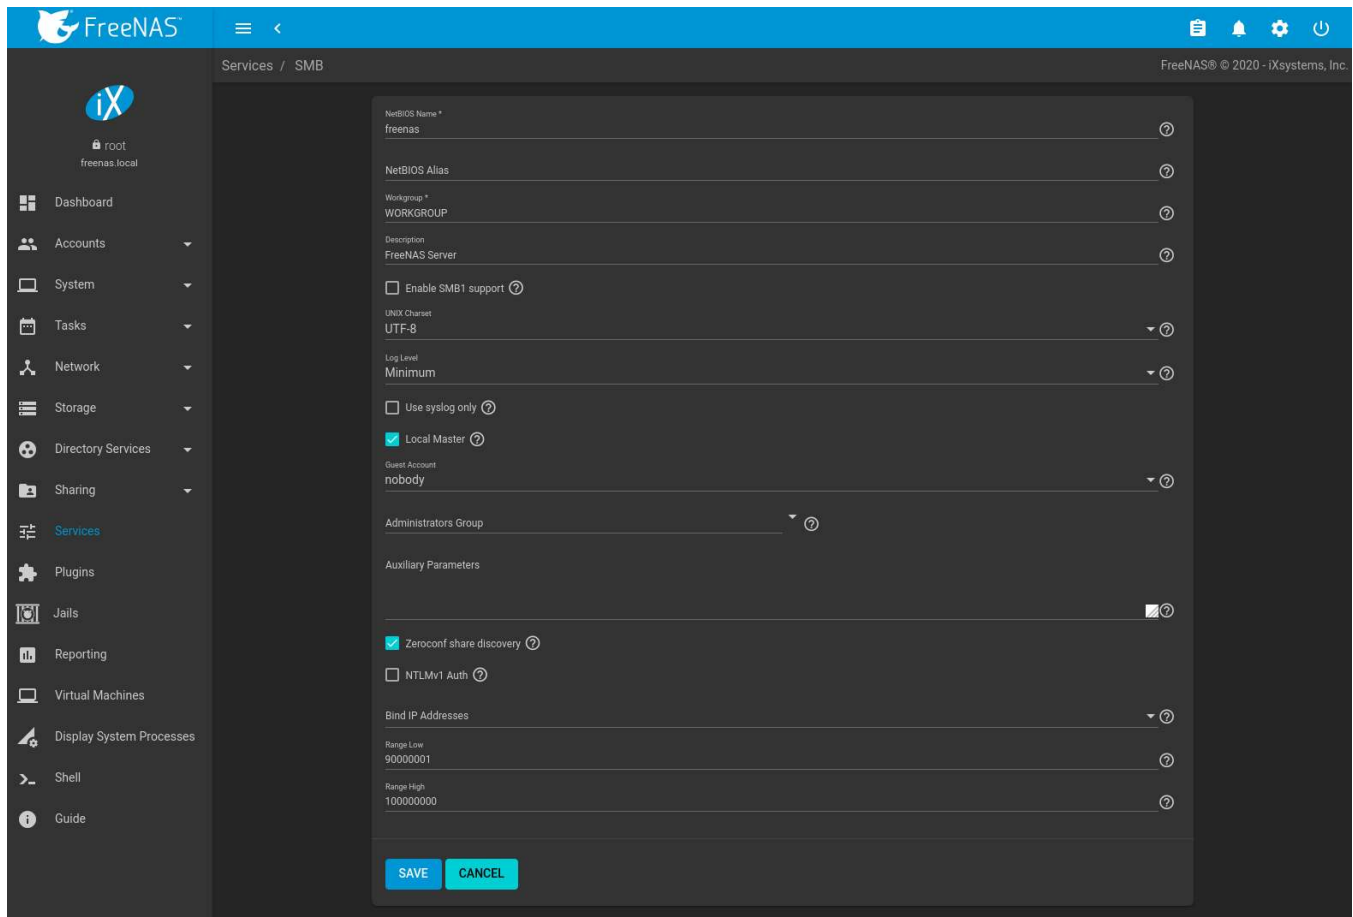 FreeNAS
Services / SMB
FreeNAS® © 2020 - iXsystems, Inc.
iX
root
freenas.local
Dashboard
Accounts
System
Tasks
Network
Storage
Directory Services
Sharing
Services
Plugins
Jails
Reporting
Virtual Machines
Display System Processes
Shell
Guide
NetBIOS Name *
freenas
NetBIOS Alias
Workgroup *
WORKGROUP
Description
FreeNAS Server
Enable SMB1 support
UNIX Charset
UTF-8
Log Level
Minimum
Use syslog only
Local Master
Guest Account
nobody
Administrators Group
Auxiliary Parameters
Zeroconf share discovery
NTLMv1 Auth
Bind IP Addresses
Range Low
90000001
Range High
100000000
SAVE
CANCEL